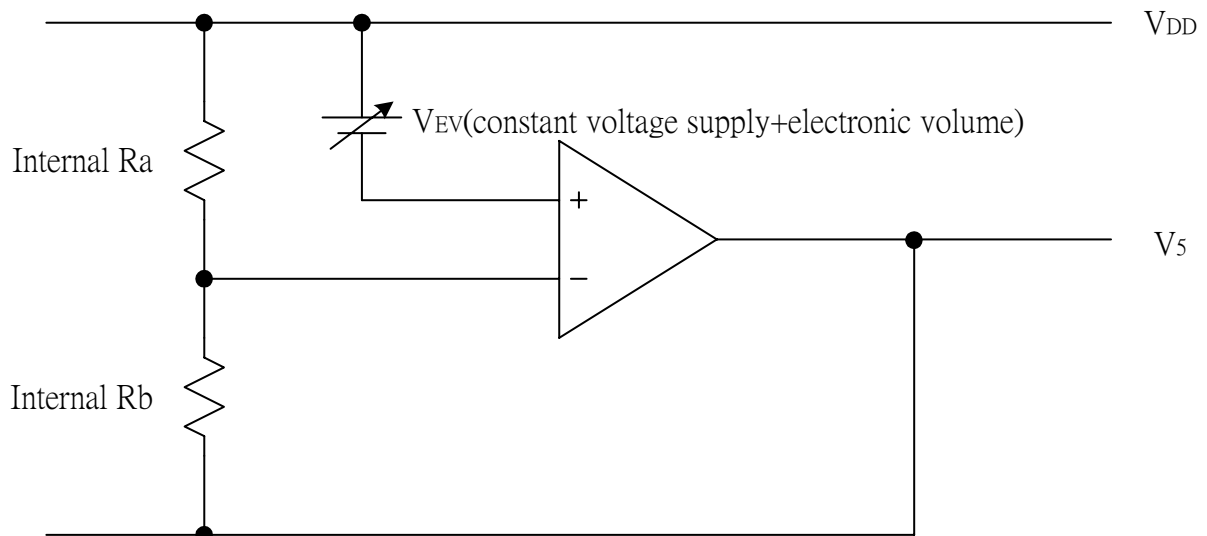 VDD
VEV(constant voltage supply+electronic volume)
Internal Ra
+
V5
−
Internal Rb